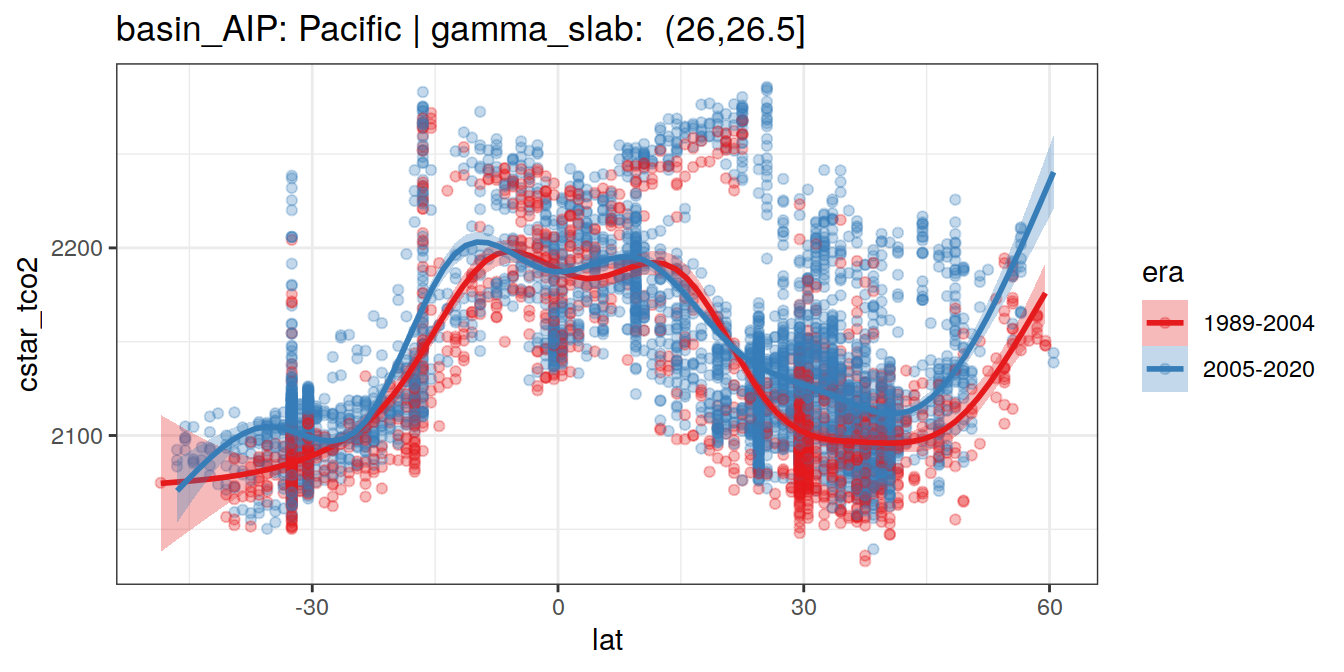 basin_AIP: Pacific | gamma_slab:  (26,26.5]
cstar_tco2
2200
2100
-30
0
30
60
lat
era
1989-2004
2005-2020